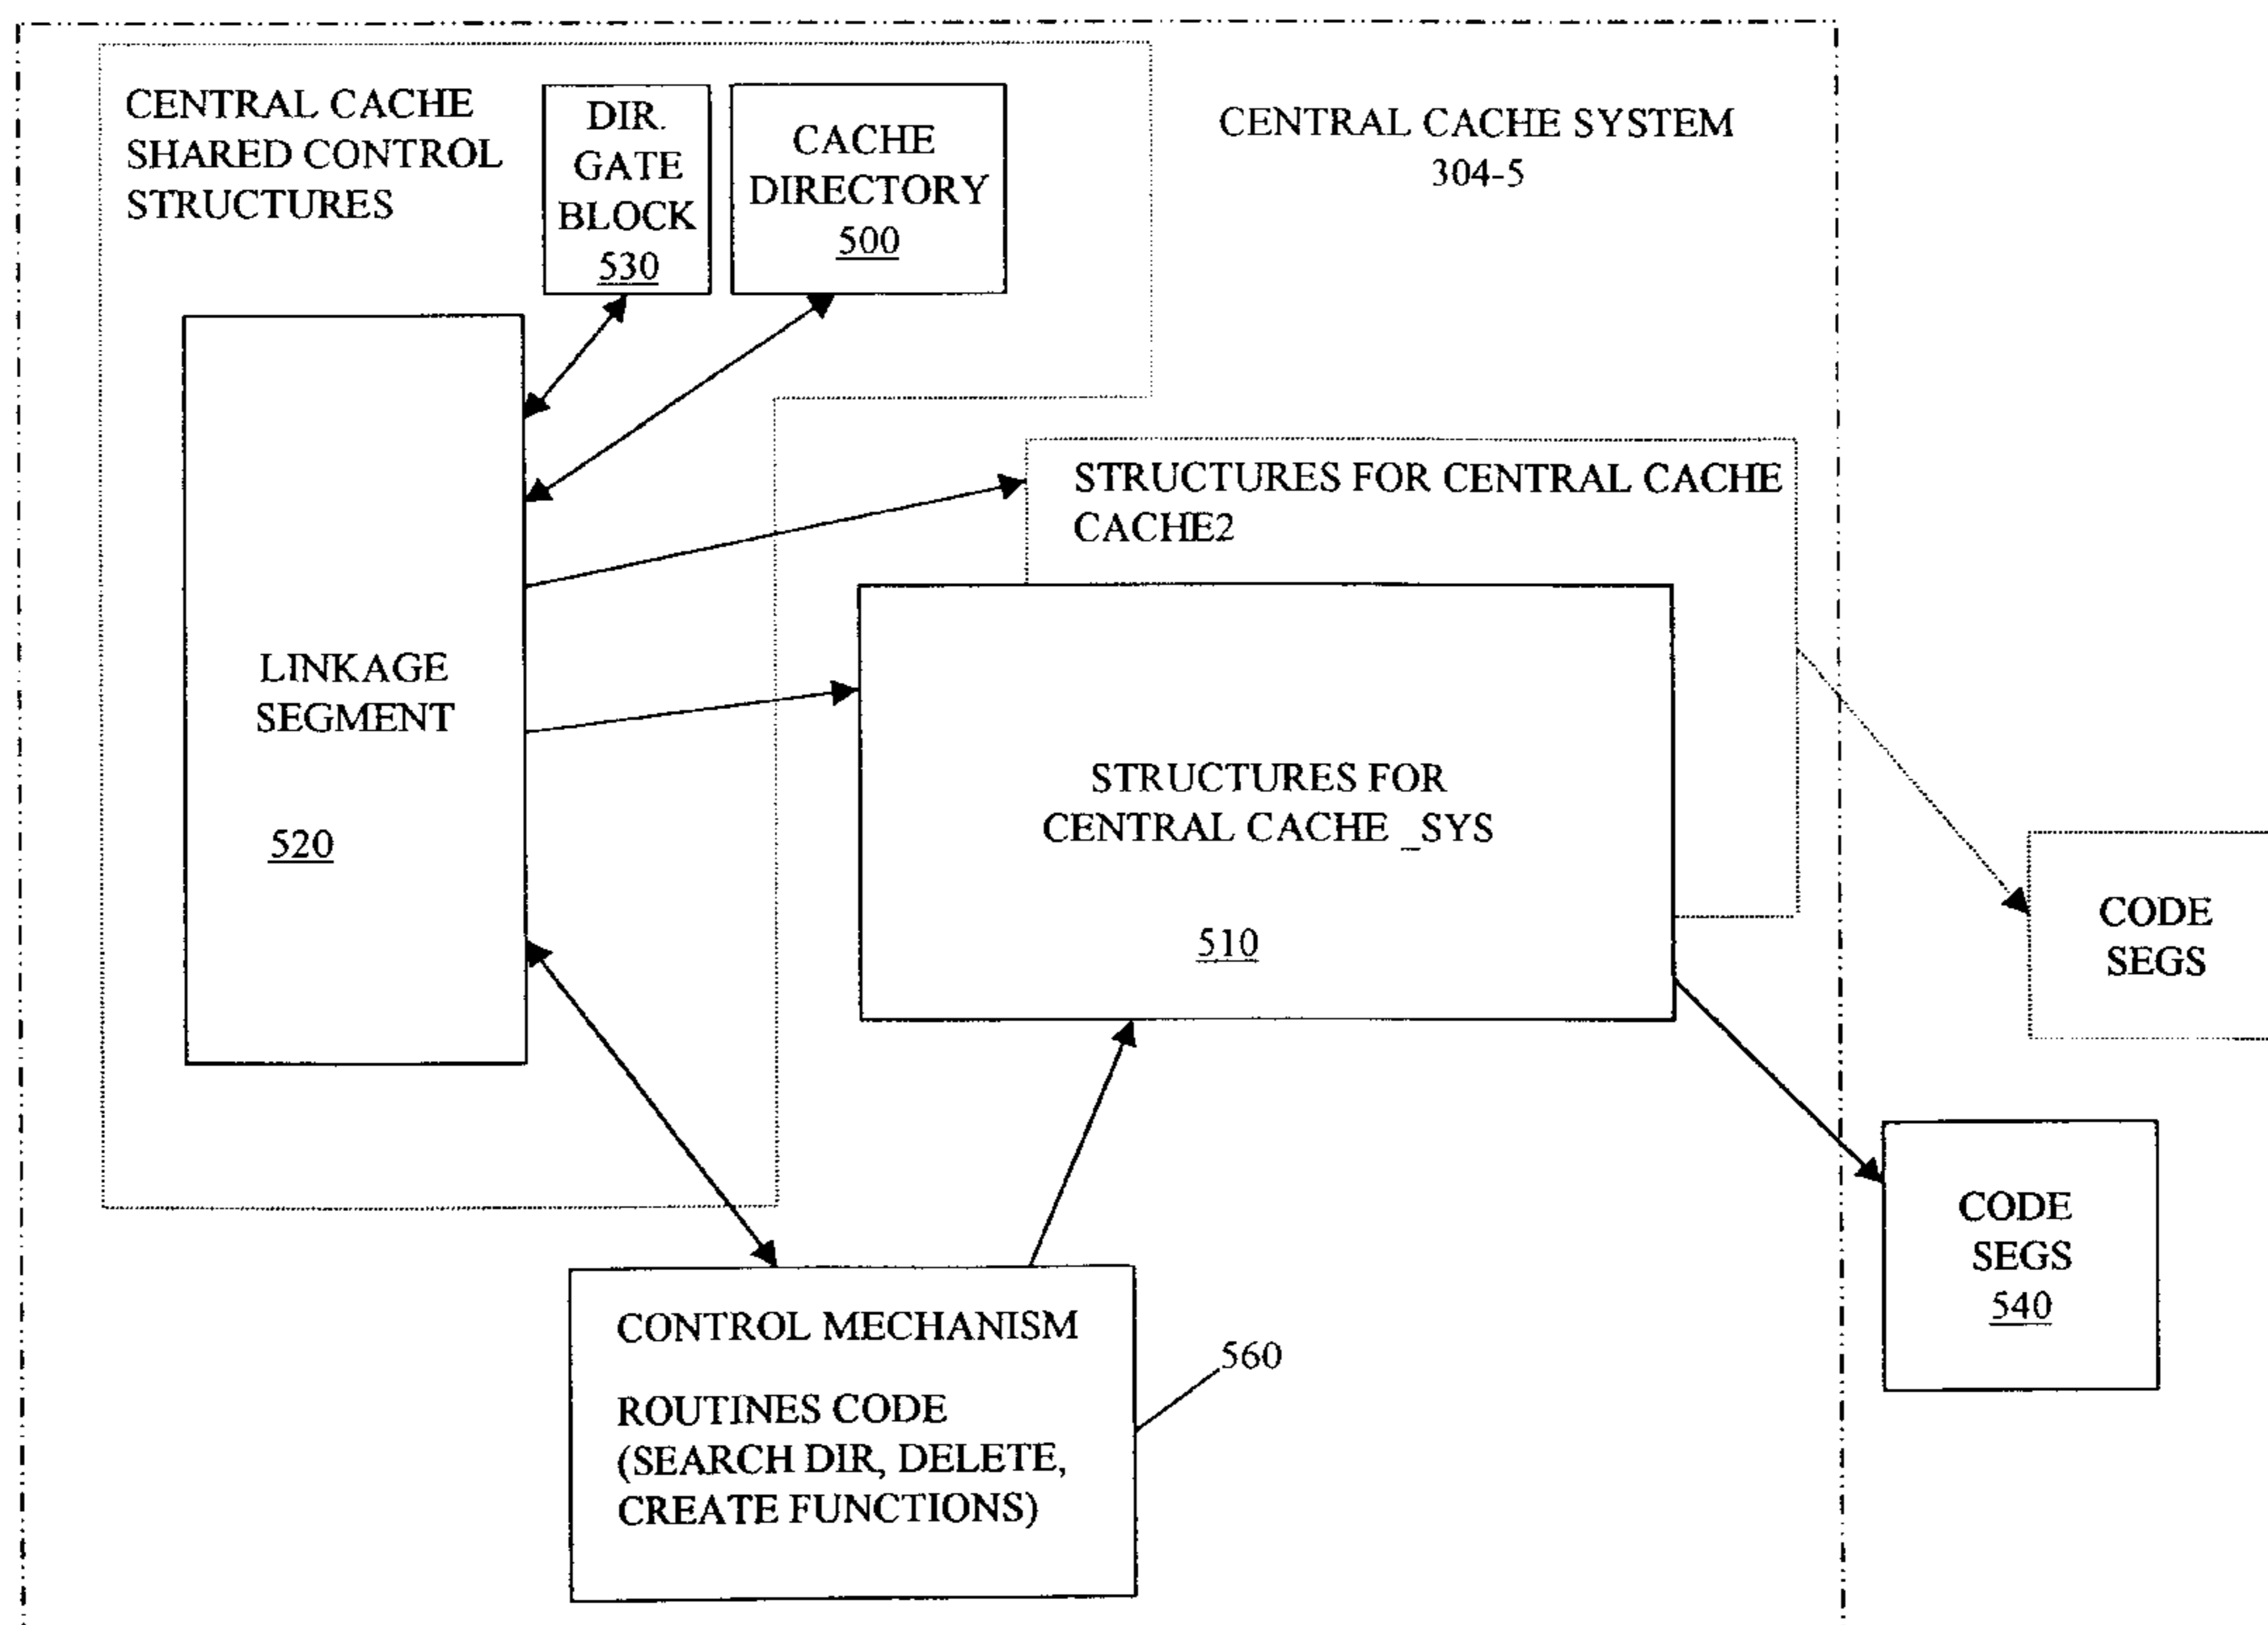 CENTRAL CACHE
SHARED CONTROL
STRUCTURES
DIR.
GATE
BLOCK
530
CACHE
DIRECTORY
500
CENTRAL CACHE SYSTEM
304-5
STRUCTURES FOR CENTRAL CACHE
CACHE2
LINKAGE
SEGMENT
520
STRUCTURES FOR
CENTRAL CACHE _SYS
510
CODE
SEGS
CODE
SEGS
540
CONTROL MECHANISM
ROUTINES CODE
(SEARCH DIR, DELETE,
CREATE FUNCTIONS)
560